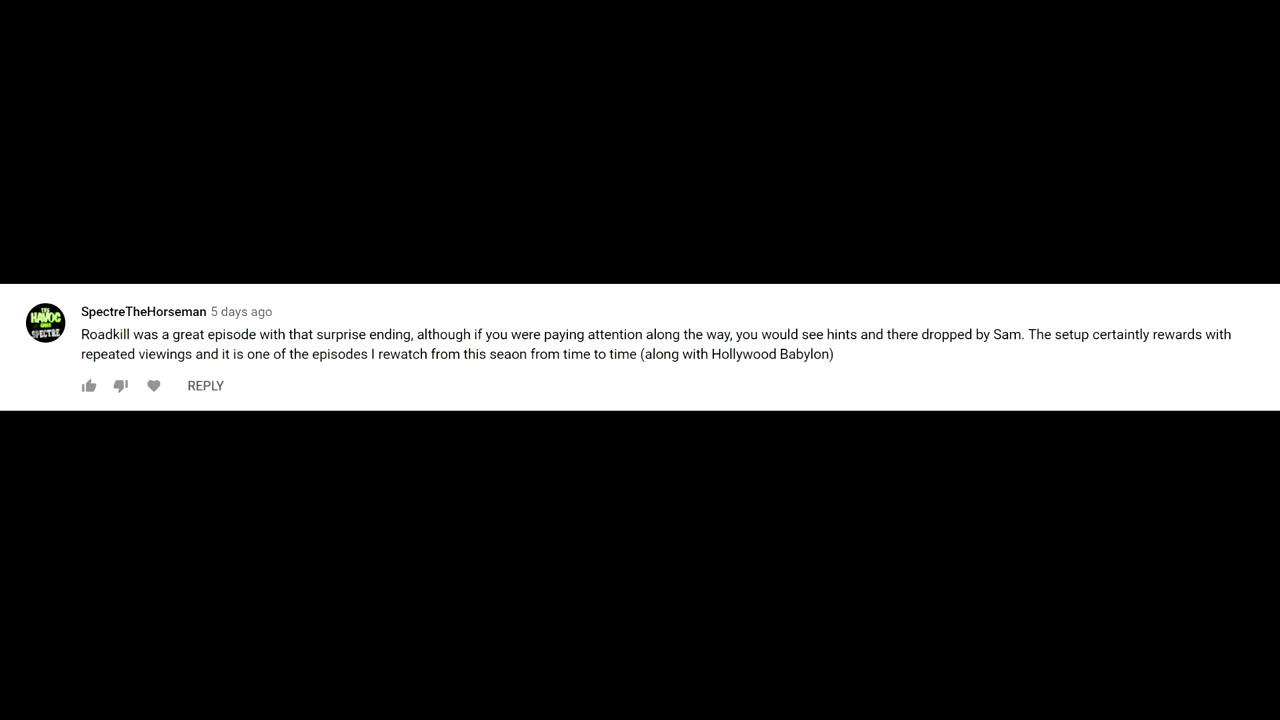 THE
HAVOC
SPECTRE
SpectreTheHorseman 5 days ago
Roadkill was a great episode with that surprise ending, although if you were paying attention along the way, you would see hints and there dropped by Sam. The setup certaintly rewards with
repeated viewings and it is one of the episodes I rewatch from this seaon from time to time (along with Hollywood Babylon)
REPLY